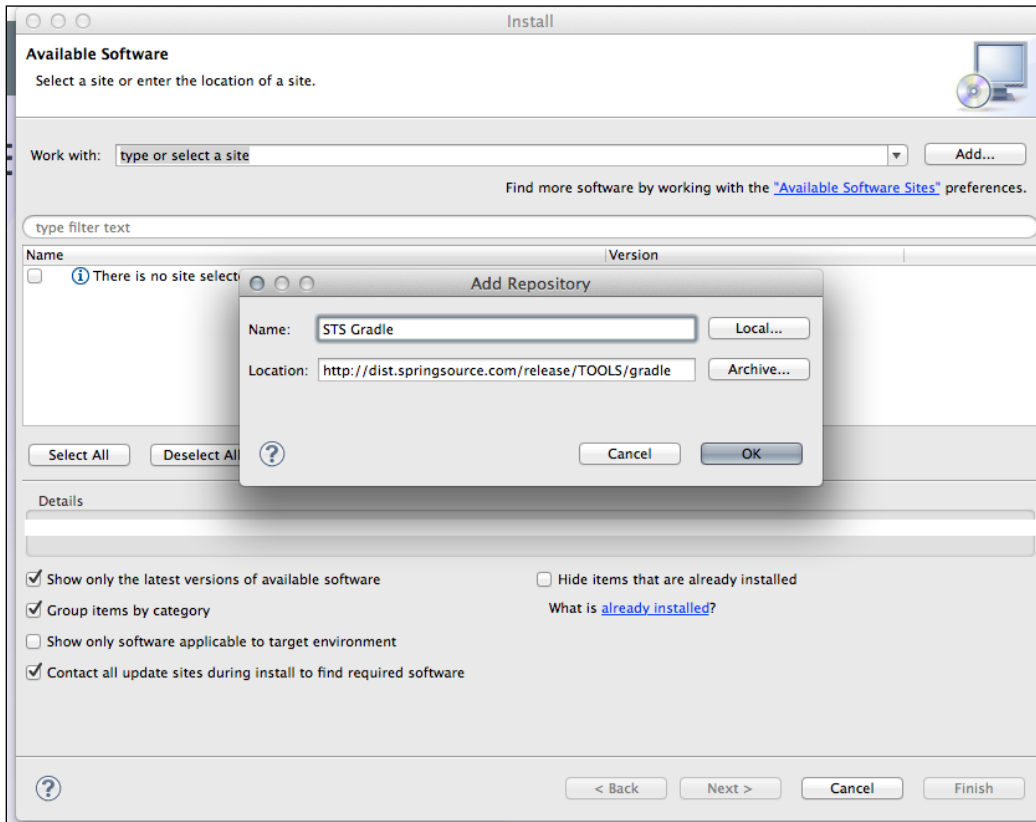 Install
Available Software
Select a site or enter the location of a site.
Work with: type or select a site Add...
Find more software by working with the "Available Software Sites" preferences.
type filter text
Name Version
There is no site selecte
Add Repository
Name: STS Gradle Local...
Location: http://dist.springsource.com/release/TOOLS/gradle Archive...
Cancel OK
Select All Deselect All
Details
Show only the latest versions of available software
Hide items that are already installed
Group items by category
What is already installed?
Show only software applicable to target environment
Contact all update sites during install to find required software
< Back Next > Cancel Finish